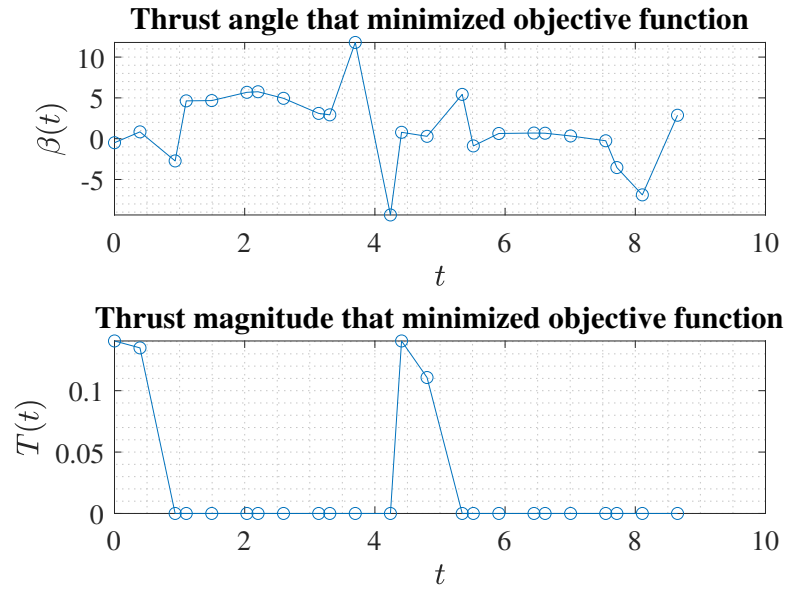 Thrust angle that minimized objective function
10
5
0
-5
β(t)
0 2 4 6 8 10
t
Thrust magnitude that minimized objective function
0.1
0.05
0
T(t)
0 2 4 6 8 10
t